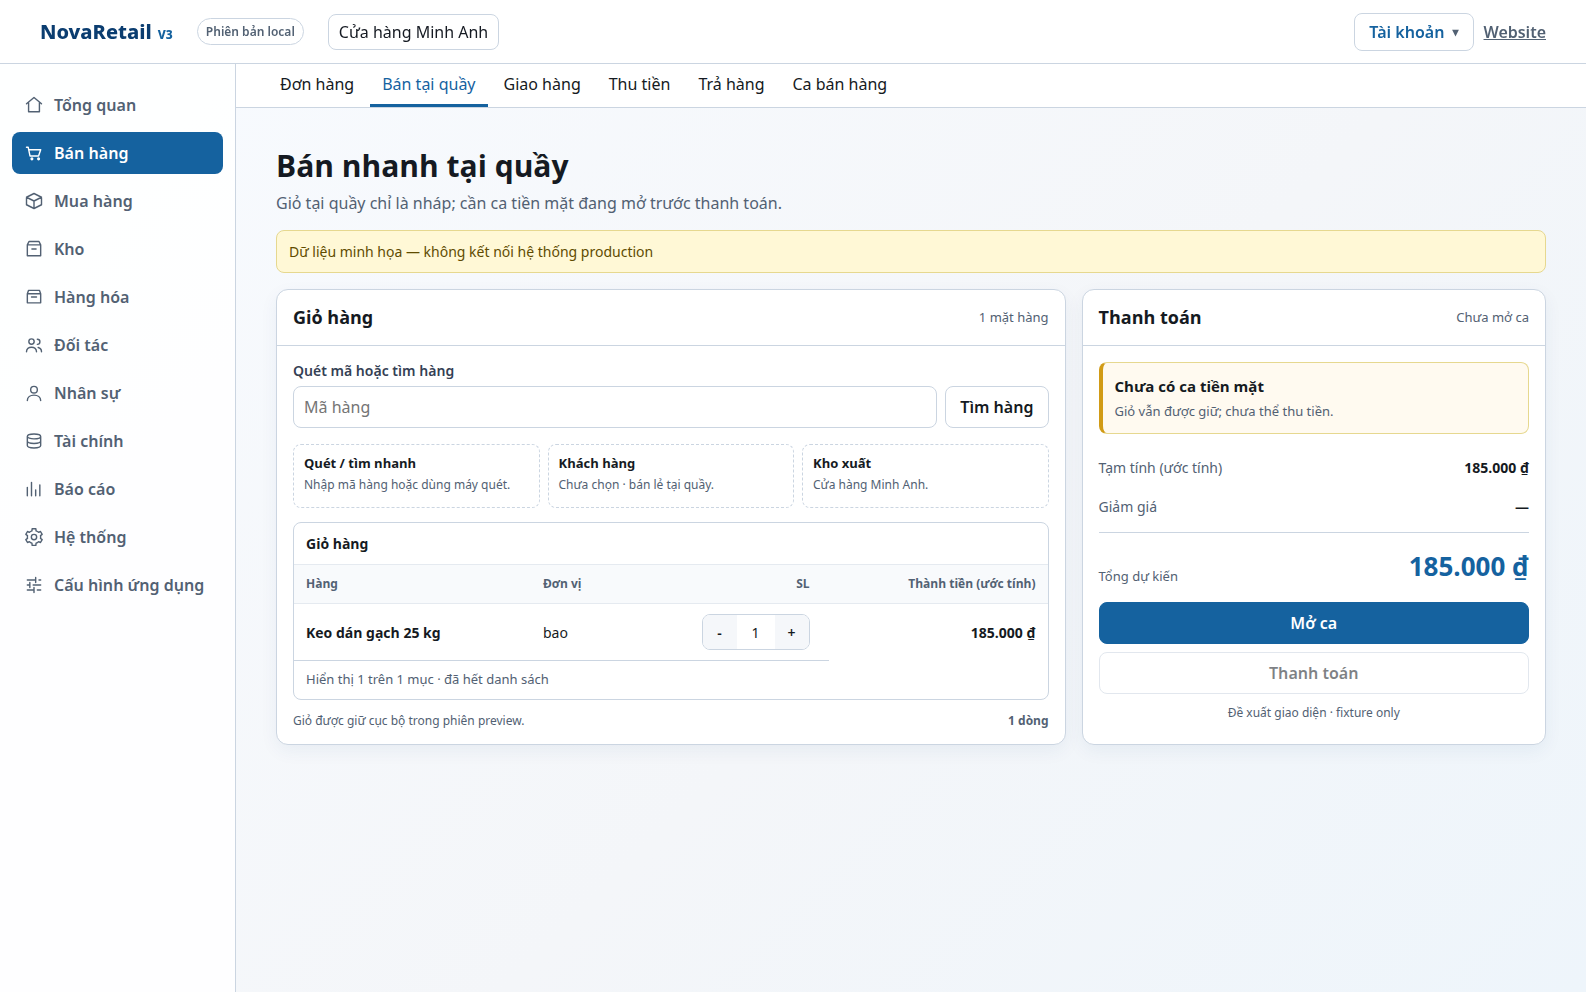 NovaRetail V3
Phiên bản local
Cửa hàng Minh Anh
Tài khoản ▾
Website
Tổng quan
Bán hàng
Mua hàng
Kho
Hàng hóa
Đối tác
Nhân sự
Tài chính
Báo cáo
Hệ thống
Cấu hình ứng dụng
Đơn hàng
Bán tại quầy
Giao hàng
Thu tiền
Trả hàng
Ca bán hàng
Bán nhanh tại quầy
Giỏ tại quầy chỉ là nháp; cần ca tiền mặt đang mở trước thanh toán.
Dữ liệu minh họa — không kết nối hệ thống production
Giỏ hàng
1 mặt hàng
Quét mã hoặc tìm hàng
Mã hàng
Tìm hàng
Quét / tìm nhanh
Nhập mã hàng hoặc dùng máy quét.
Khách hàng
Chưa chọn · bán lẻ tại quầy.
Kho xuất
Cửa hàng Minh Anh.
Giỏ hàng
Hàng Đơn vị SL Thành tiền (ước tính)
Keo dán gạch 25 kg bao - 1 + 185.000 ₫
Hiển thị 1 trên 1 mục · đã hết danh sách
Giỏ được giữ cục bộ trong phiên preview.
1 dòng
Thanh toán
Chưa mở ca
Chưa có ca tiền mặt
Giỏ vẫn được giữ; chưa thể thu tiền.
Tạm tính (ước tính) 185.000 ₫
Giảm giá —
Tổng dự kiến 185.000 ₫
Mở ca
Thanh toán
Đề xuất giao diện · fixture only